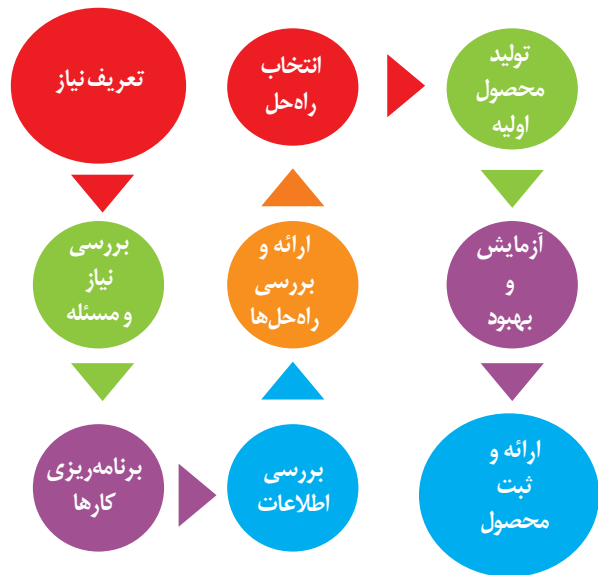 تعریف نیاز
بررسی
نیاز
و مسئله
برنامه‌ریزی
کارها
بررسی
اطلاعات
ارائه و
بررسی
راه‌حل‌ها
انتخاب
راه‌حل
تولید
محصول
اولیه
آزمایش
و
بهبود
ارائه و
ثبت
محصول